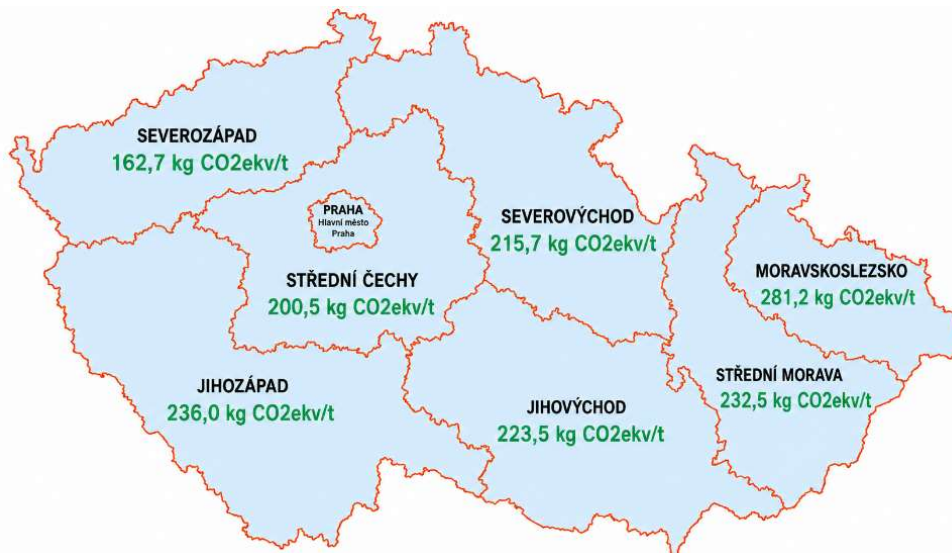 SEVEROZÁPAD
162,7 kg CO2ekv/t
PRAHA
Hlavní město
Praha
SEVEROVÝCHOD
215,7 kg CO2ekv/t
STŘEDNÍ ČECHY
200,5 kg CO2ekv/t
MORAVSKOSLEZSKO
281,2 kg CO2ekv/t
JIHOZÁPAD
236,0 kg CO2ekv/t
JIHOVÝCHOD
223,5 kg CO2ekv/t
STŘEDNÍ MORAVA
232,5 kg CO2ekv/t